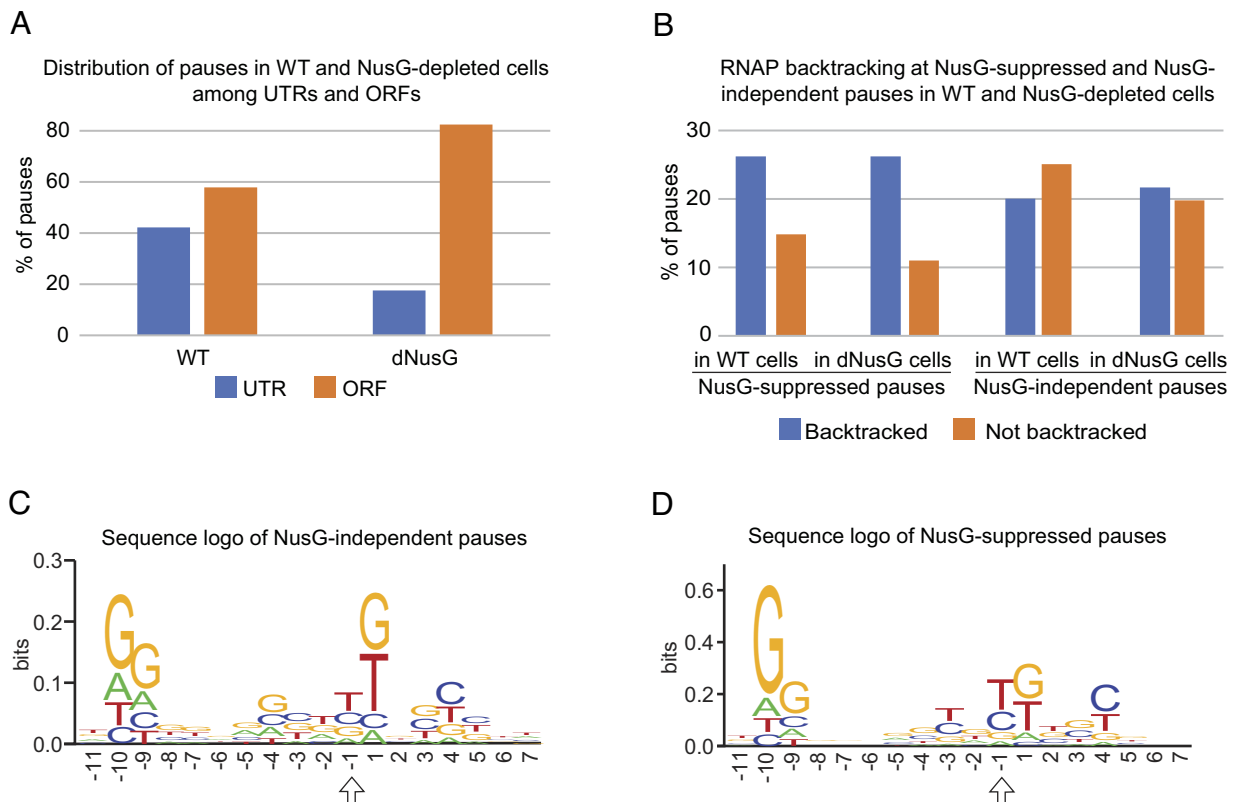 A
Distribution of pauses in WT and NusG-depleted cells
among UTRs and ORFs
% of pauses
80
60
40
20
0
WT
dNusG
UTR
ORF
B
RNAP backtracking at NusG-suppressed and NusG-
independent pauses in WT and NusG-depleted cells
% of pauses
30
20
10
0
in WT cells
in dNusG cells
in WT cells
in dNusG cells
NusG-suppressed pauses
NusG-independent pauses
Backtracked
Not backtracked
C
Sequence logo of NusG-independent pauses
bits
0.3
0.2
0.1
0.0
G
A
T
C
G
A
C
T
G
C
A
T
C
G
T
T
C
G
G
T
C
A
G
C
T
C
T
G
A
C
T
G
-11 -10 -9 -8 -7 -6 -5 -4 -3 -2 -1 1 2 3 4 5 6 7
D
Sequence logo of NusG-suppressed pauses
bits
0.6
0.4
0.2
0.0
G
A
T
C
G
C
A
T
T
C
G
T
C
G
A
G
T
A
C
G
C
T
C
T
G
A
-11 -10 -9 -8 -7 -6 -5 -4 -3 -2 -1 1 2 3 4 5 6 7